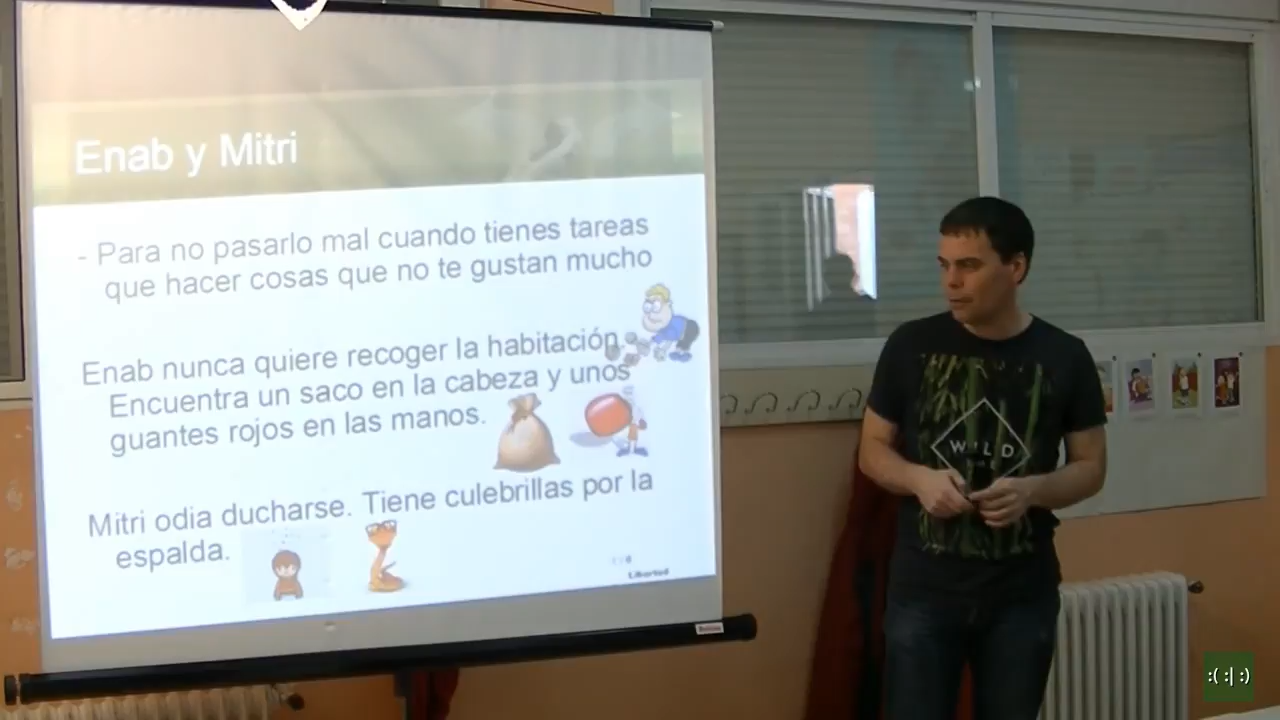 Enab y Mitri
- Para no pasarlo mal cuando tienes tareas
que hacer cosas que no te gustan mucho
Enab nunca quiere recoger la habitación.
Encuentra un saco en la cabeza y unos
guantes rojos en las manos.
Mitri odia ducharse. Tiene culebrillas por la
espalda.
Libertad
WILD
:( :| :)